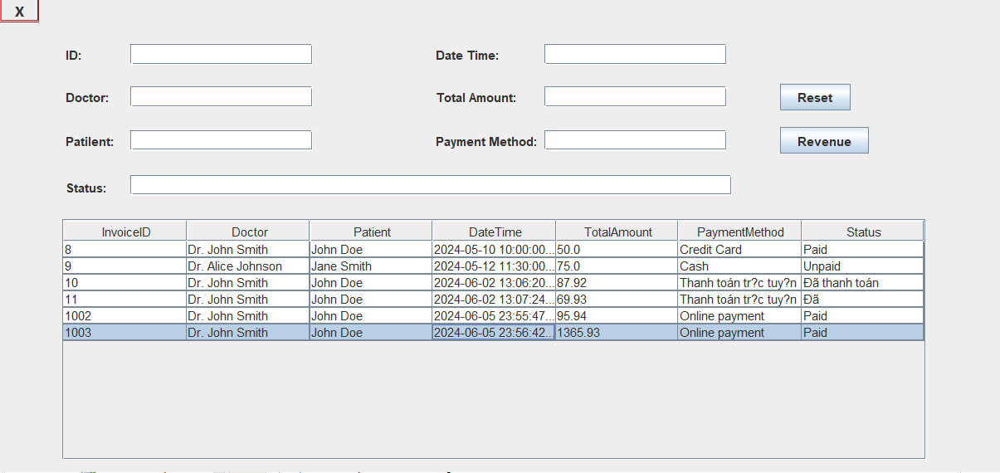 X
ID: Date Time:
Doctor: Total Amount: Reset
Patilent: Payment Method: Revenue
Status:
InvoiceID Doctor Patient DateTime TotalAmount PaymentMethod Status
8 Dr. John Smith John Doe 2024-05-10 10:00:00... 50.0 Credit Card Paid
9 Dr. Alice Johnson Jane Smith 2024-05-12 11:30:00... 75.0 Cash Unpaid
10 Dr. John Smith John Doe 2024-06-02 13:06:20... 87.92 Thanh toán tr?c tuy?n Đã thanh toán
11 Dr. John Smith John Doe 2024-06-02 13:07:24... 69.93 Thanh toán tr?c tuy?n Đã
1002 Dr. John Smith John Doe 2024-06-05 23:55:47... 95.94 Online payment Paid
1003 Dr. John Smith John Doe 2024-06-05 23:56:42... 1365.93 Online payment Paid